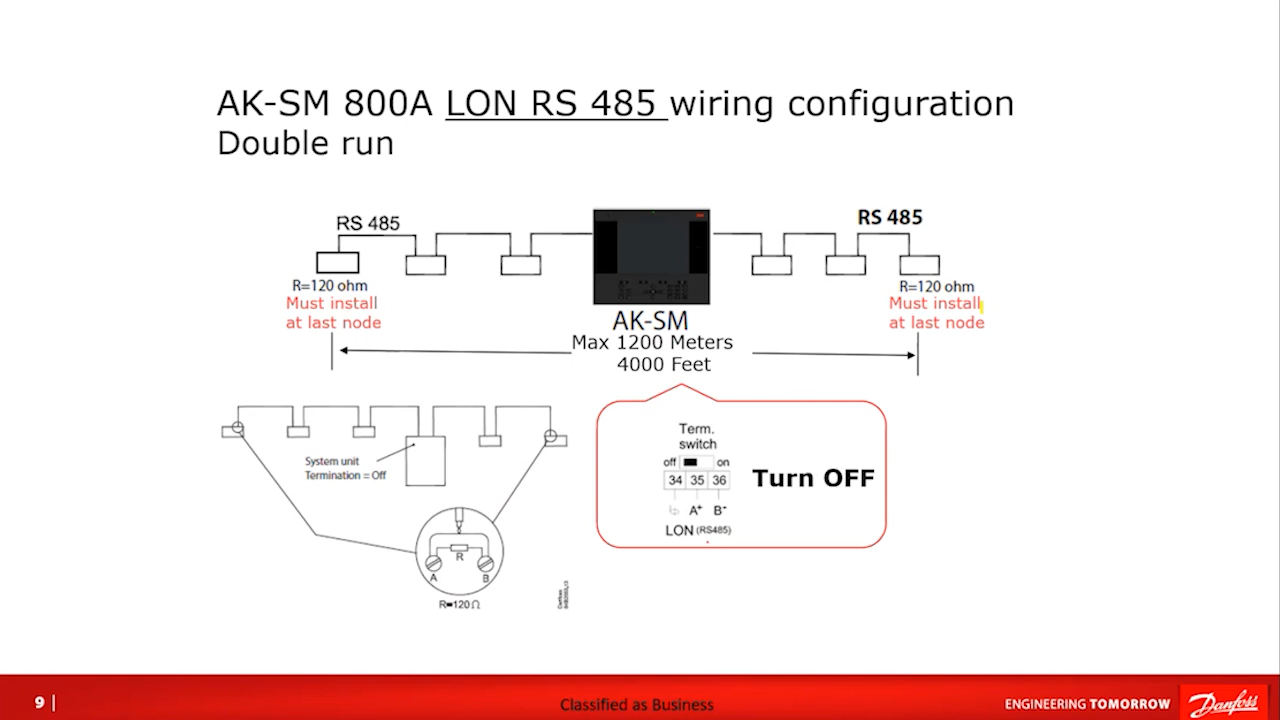 AK-SM 800A LON RS 485 wiring configuration
Double run
RS 485
RS 485
R=120 ohm
Must install
at last node
R=120 ohm
Must install
at last node
AK-SM
Max 1200 Meters
4000 Feet
System unit
Termination = Off
R
A
B
R=120Ω
Term.
switch
off on
34 35 36
A+ B-
LON (RS485)
Turn OFF
9
Classified as Business
ENGINEERING TOMORROW
Danfoss